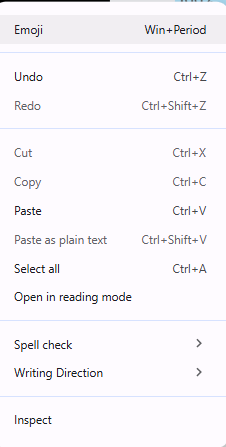 Emoji Win+Period
Undo Ctrl+Z
Redo Ctrl+Shift+Z
Cut Ctrl+X
Copy Ctrl+C
Paste Ctrl+V
Paste as plain text Ctrl+Shift+V
Select all Ctrl+A
Open in reading mode
Spell check
Writing Direction
Inspect